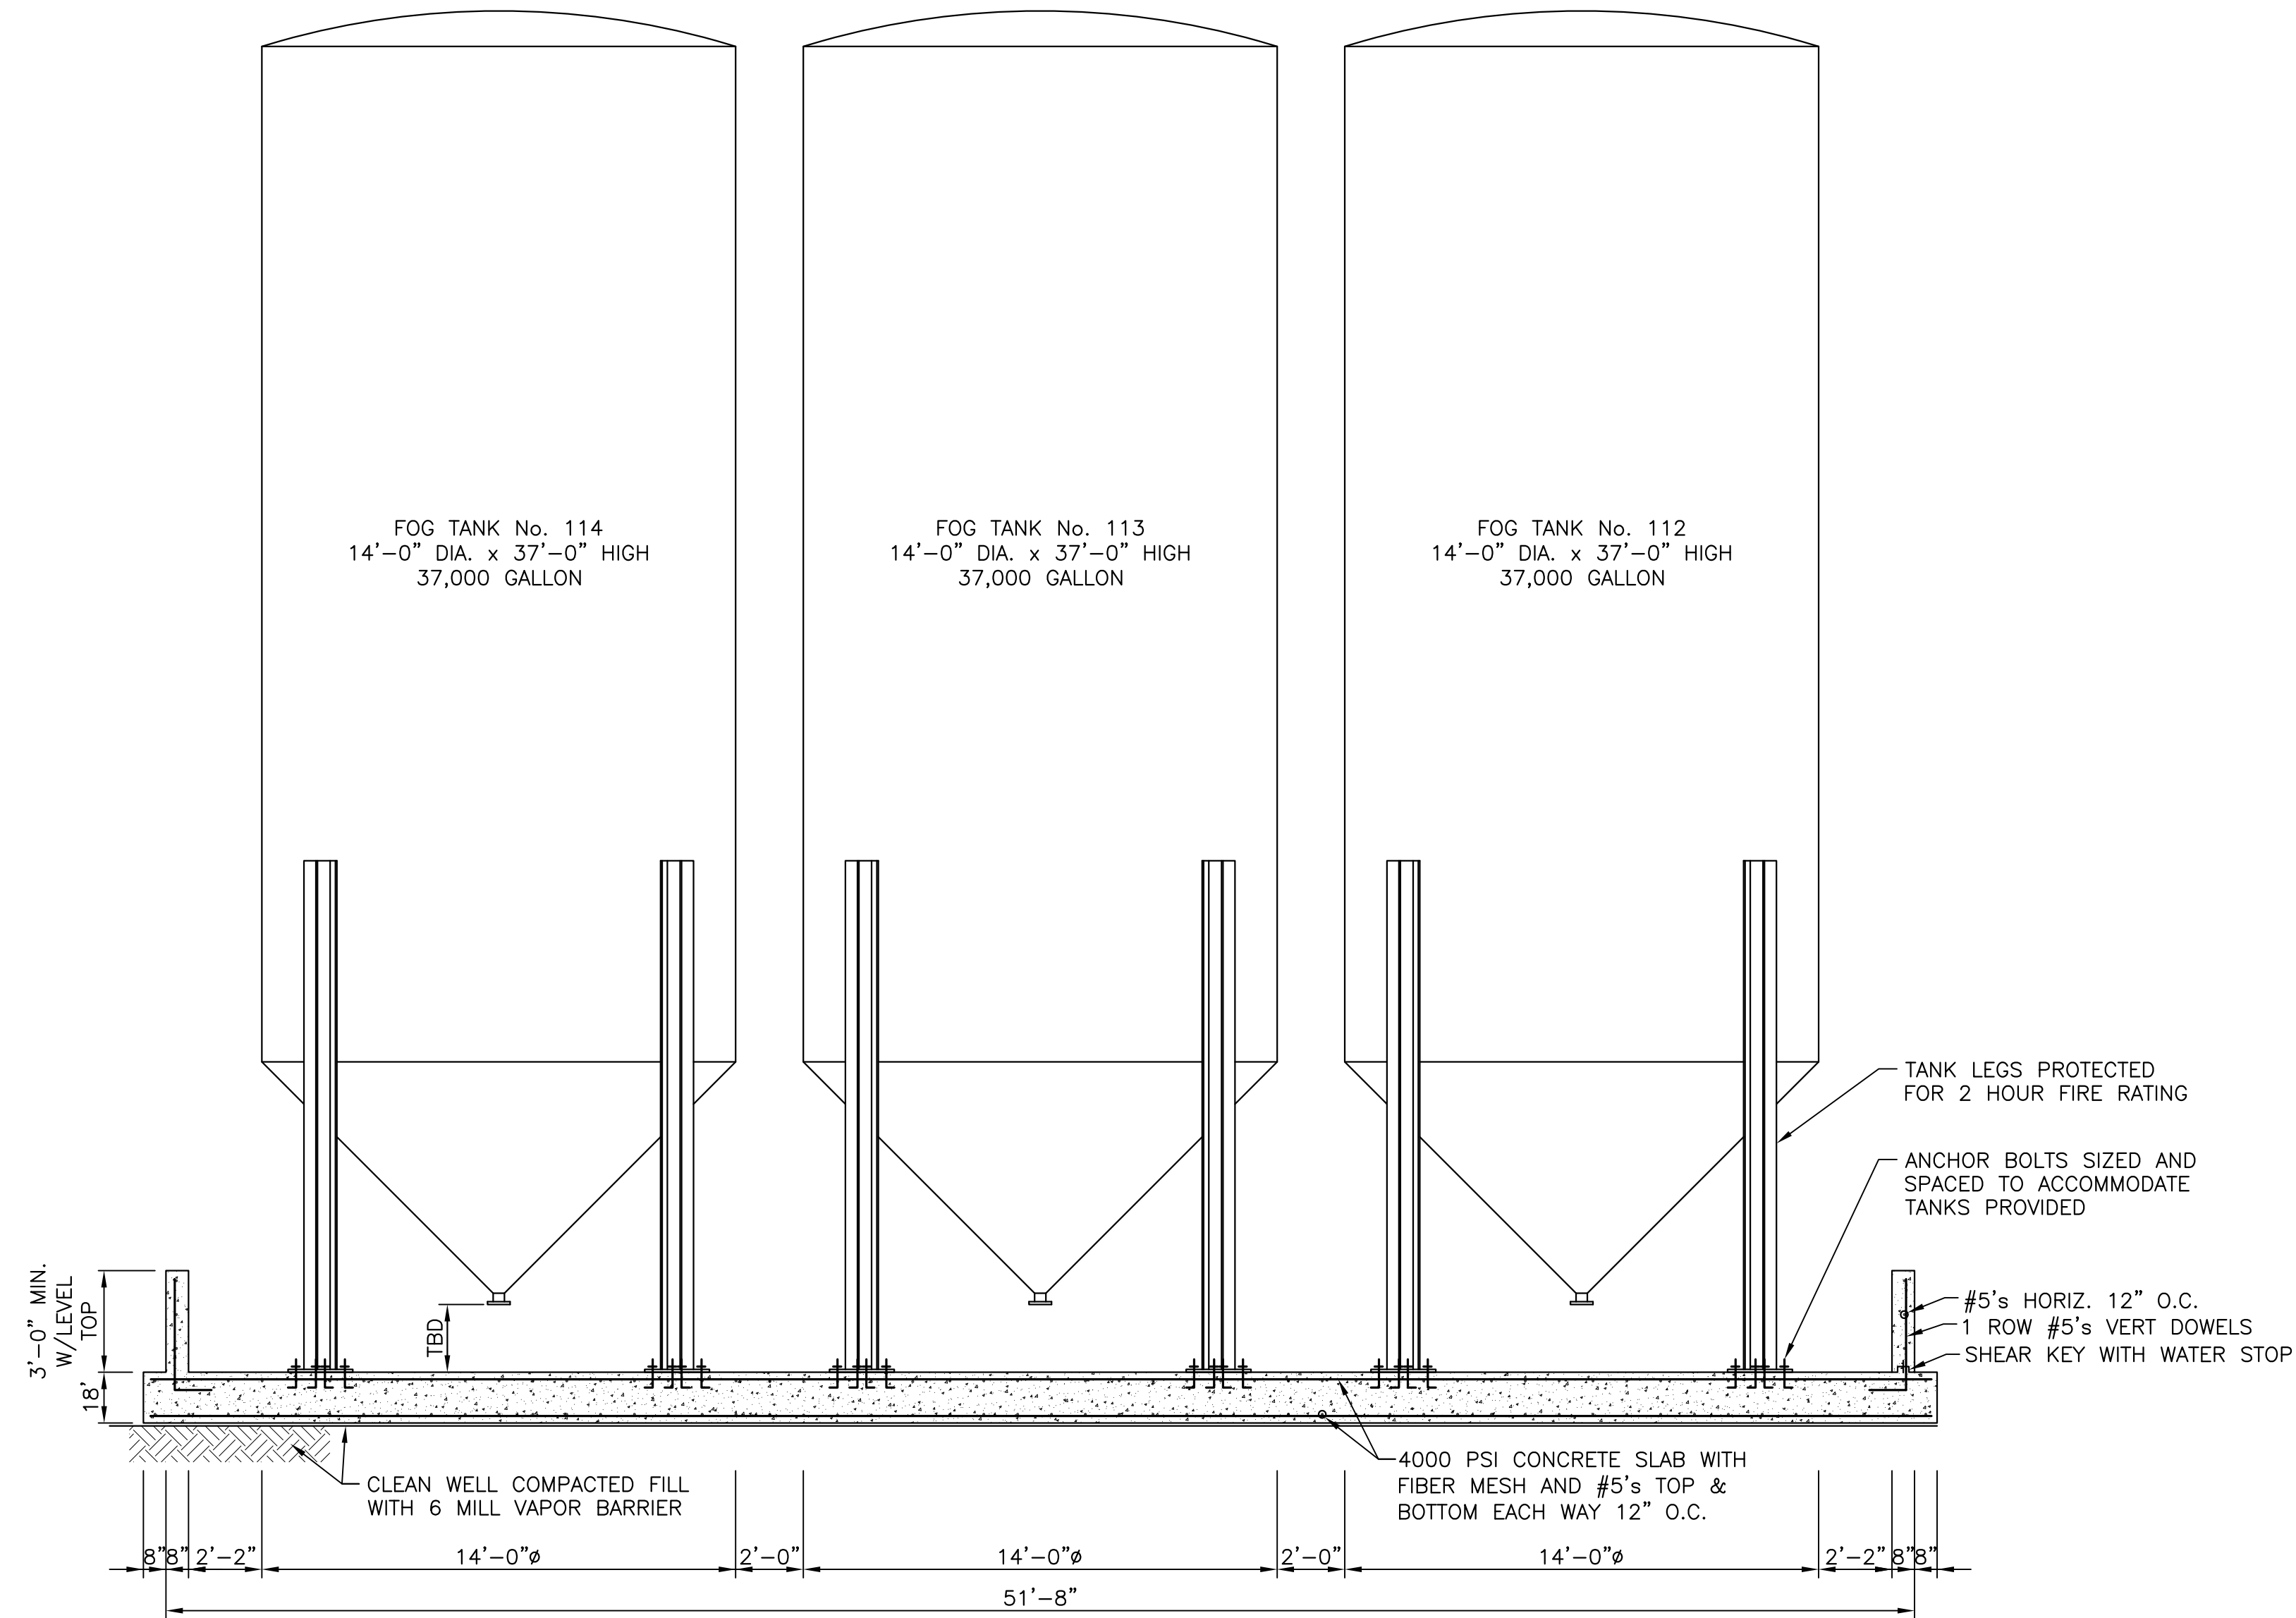 FOG TANK No. 114
14'-0" DIA. x 37'-0" HIGH
37,000 GALLON
FOG TANK No. 113
14'-0" DIA. x 37'-0" HIGH
37,000 GALLON
FOG TANK No. 112
14'-0" DIA. x 37'-0" HIGH
37,000 GALLON
TANK LEGS PROTECTED
FOR 2 HOUR FIRE RATING
ANCHOR BOLTS SIZED AND
SPACED TO ACCOMMODATE
TANKS PROVIDED
3'-0" MIN.
W/LEVEL
TOP
18'
TBD
#5's HORIZ. 12" O.C.
1 ROW #5's VERT DOWELS
SHEAR KEY WITH WATER STOP
CLEAN WELL COMPACTED FILL
WITH 6 MILL VAPOR BARRIER
4000 PSI CONCRETE SLAB WITH
FIBER MESH AND #5's TOP &
BOTTOM EACH WAY 12" O.C.
8" 8" 2'-2" 14'-0"ø 2'-0" 14'-0"ø 2'-0" 14'-0"ø 2'-2" 8" 8"
51'-8"